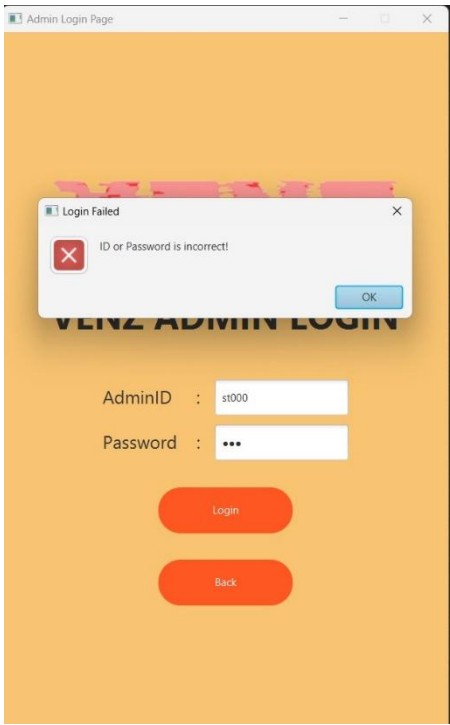 Admin Login Page
Login Failed
ID or Password is incorrect!
OK
VENZ ADMIN LOGIN
AdminID :
st000
Password :
•••
Login
Back